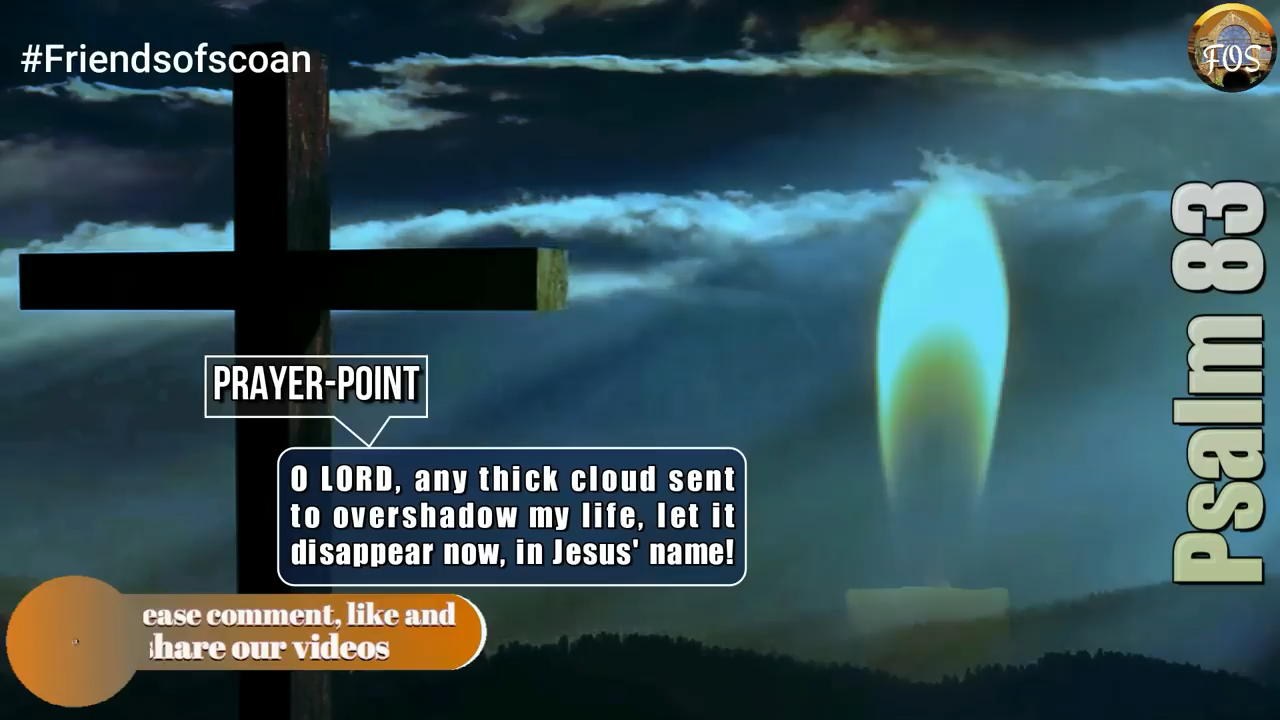 #Friendsofscoan
FOS
Psalm 83
PRAYER-POINT
O LORD, any thick cloud sent
to overshadow my life, let it
disappear now, in Jesus' name!
ease comment, like and
hare our videos